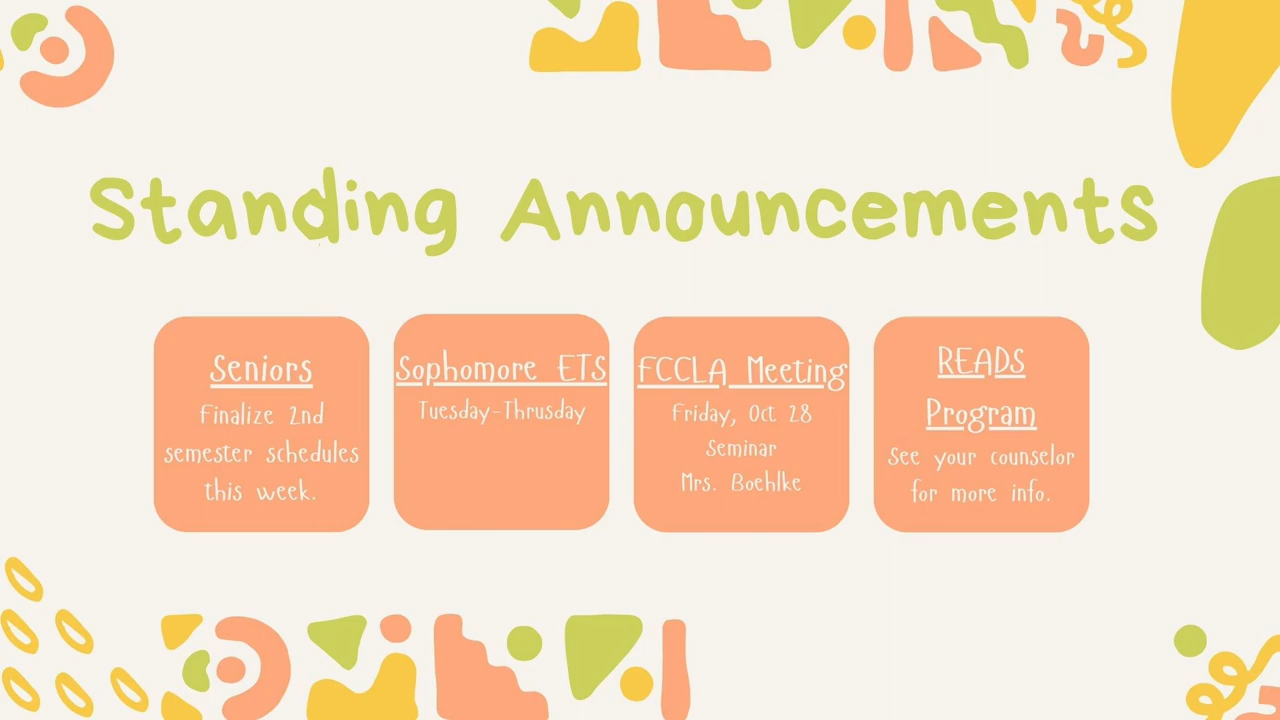 Standing Announcements
Seniors
Finalize 2nd
semester schedules
this week.
Sophomore ETS
Tuesday-Thrusday
FCCLA Meeting
Friday, Oct 28
Seminar
Mrs. Boehlke
READS
Program
See your counselor
for more info.